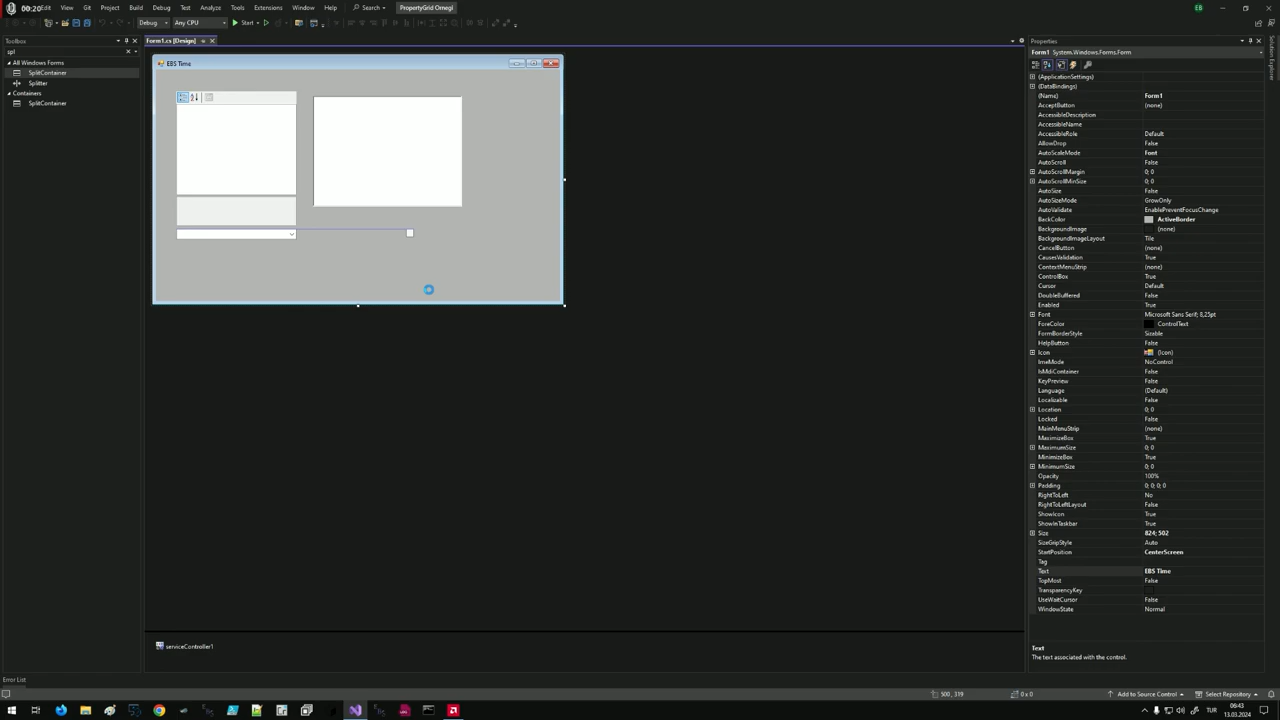 00:20 Edit View Git Project Build Debug Test Analyze Tools Extensions Window Help Search PropertyGrid Ornegi EB
Debug Any CPU Start
Toolbox
spl
All Windows Forms
SplitContainer
Splitter
Containers
SplitContainer
Form1.cs [Design]
EBS Time
serviceController1
Properties
Form1 System.Windows.Forms.Form
(ApplicationSettings)
(DataBindings)
(Name) Form1
AcceptButton (none)
AccessibleDescription
AccessibleName
AccessibleRole Default
AllowDrop False
AutoScaleMode Font
AutoScroll False
AutoScrollMargin 0; 0
AutoScrollMinSize 0; 0
AutoSize False
AutoSizeMode GrowOnly
AutoValidate EnablePreventFocusChange
BackColor ActiveBorder
BackgroundImage (none)
BackgroundImageLayout Tile
CancelButton (none)
CausesValidation True
ContextMenuStrip (none)
ControlBox True
Cursor Default
DoubleBuffered False
Enabled True
Font Microsoft Sans Serif; 8,25pt
ForeColor ControlText
FormBorderStyle Sizable
HelpButton False
Icon (Icon)
ImeMode NoControl
IsMdiContainer False
KeyPreview False
Language (Default)
Localizable False
Location 0; 0
Locked False
MainMenuStrip (none)
MaximizeBox True
MaximumSize 0; 0
MinimizeBox True
MinimumSize 0; 0
Opacity 100%
Padding 0; 0; 0; 0
RightToLeft No
RightToLeftLayout False
ShowIcon True
ShowInTaskbar True
Size 824; 502
SizeGripStyle Auto
StartPosition CenterScreen
Tag
Text EBS Time
TopMost False
TransparencyKey
UseWaitCursor False
WindowState Normal
Text
The text associated with the control.
Solution Explorer
Error List
500 , 319 0 x 0 Add to Source Control Select Repository
TUR 06:43
13.03.2024